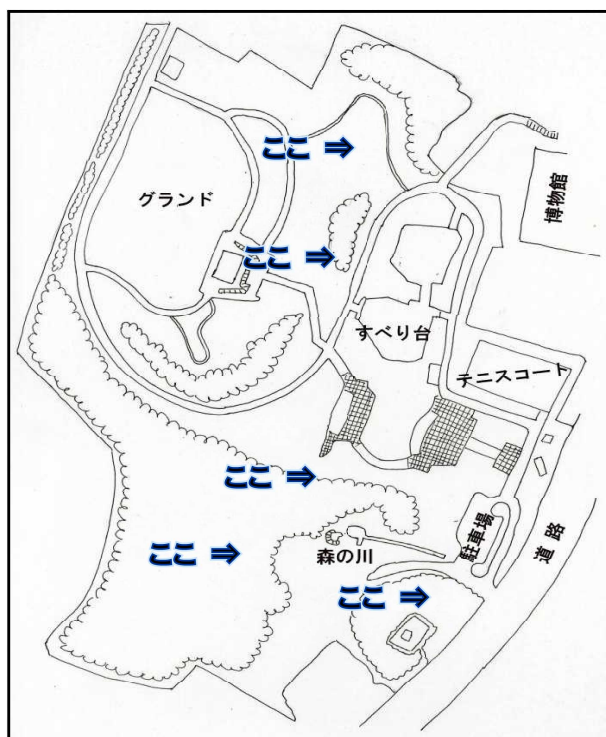 ここ ⇒
グランド
博物館
ここ ⇒
すべり台
テニスコート
ここ ⇒
ここ ⇒
森の川
駐車場
道路
ここ ⇒